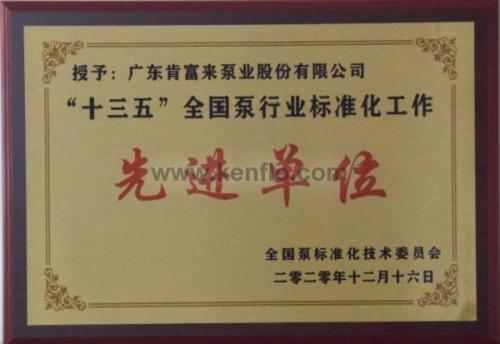 授予：广东肯富来泵业股份有限公司
“十三五”全国泵行业标准化工作
先进单位
www.kenflo.com
全国泵标准化技术委员会
二〇二〇年十二月十六日